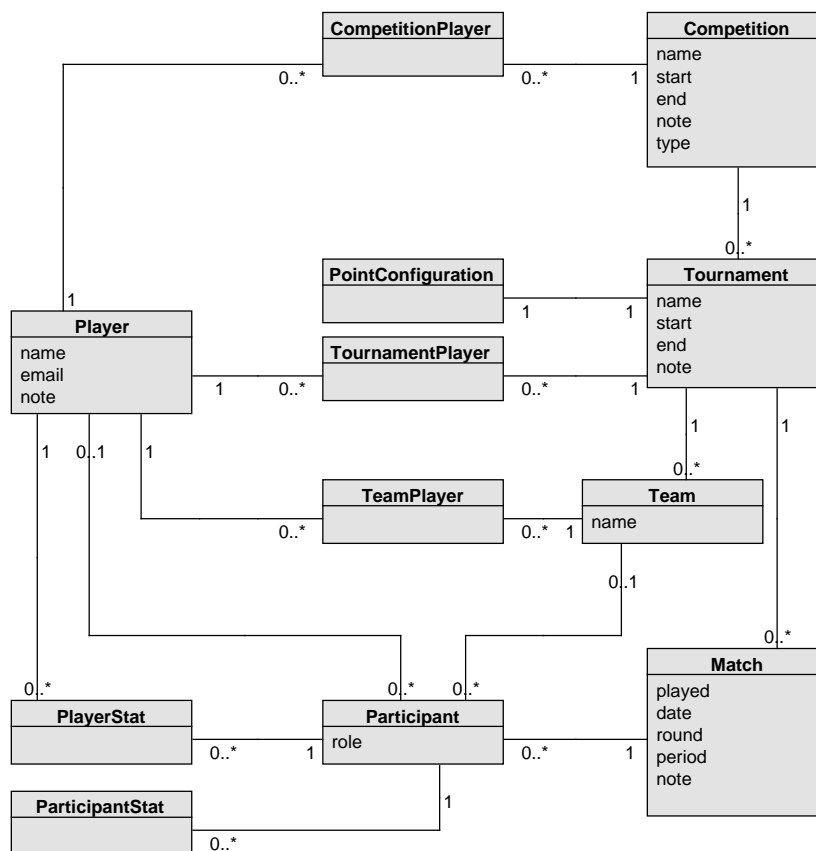 CompetitionPlayer
Competition
name
start
end
note
type
0..*
0..*
1
1
0..*
1
PointConfiguration
Tournament
name
start
end
note
1
1
Player
name
email
note
TournamentPlayer
1
0..*
0..*
1
1
0..1
1
1
1
0..*
TeamPlayer
Team
name
0..*
0..*
1
0..1
0..*
Match
played
date
round
period
note
0..*
0..*
0..*
PlayerStat
Participant
role
0..*
1
0..*
1
ParticipantStat
1
0..*